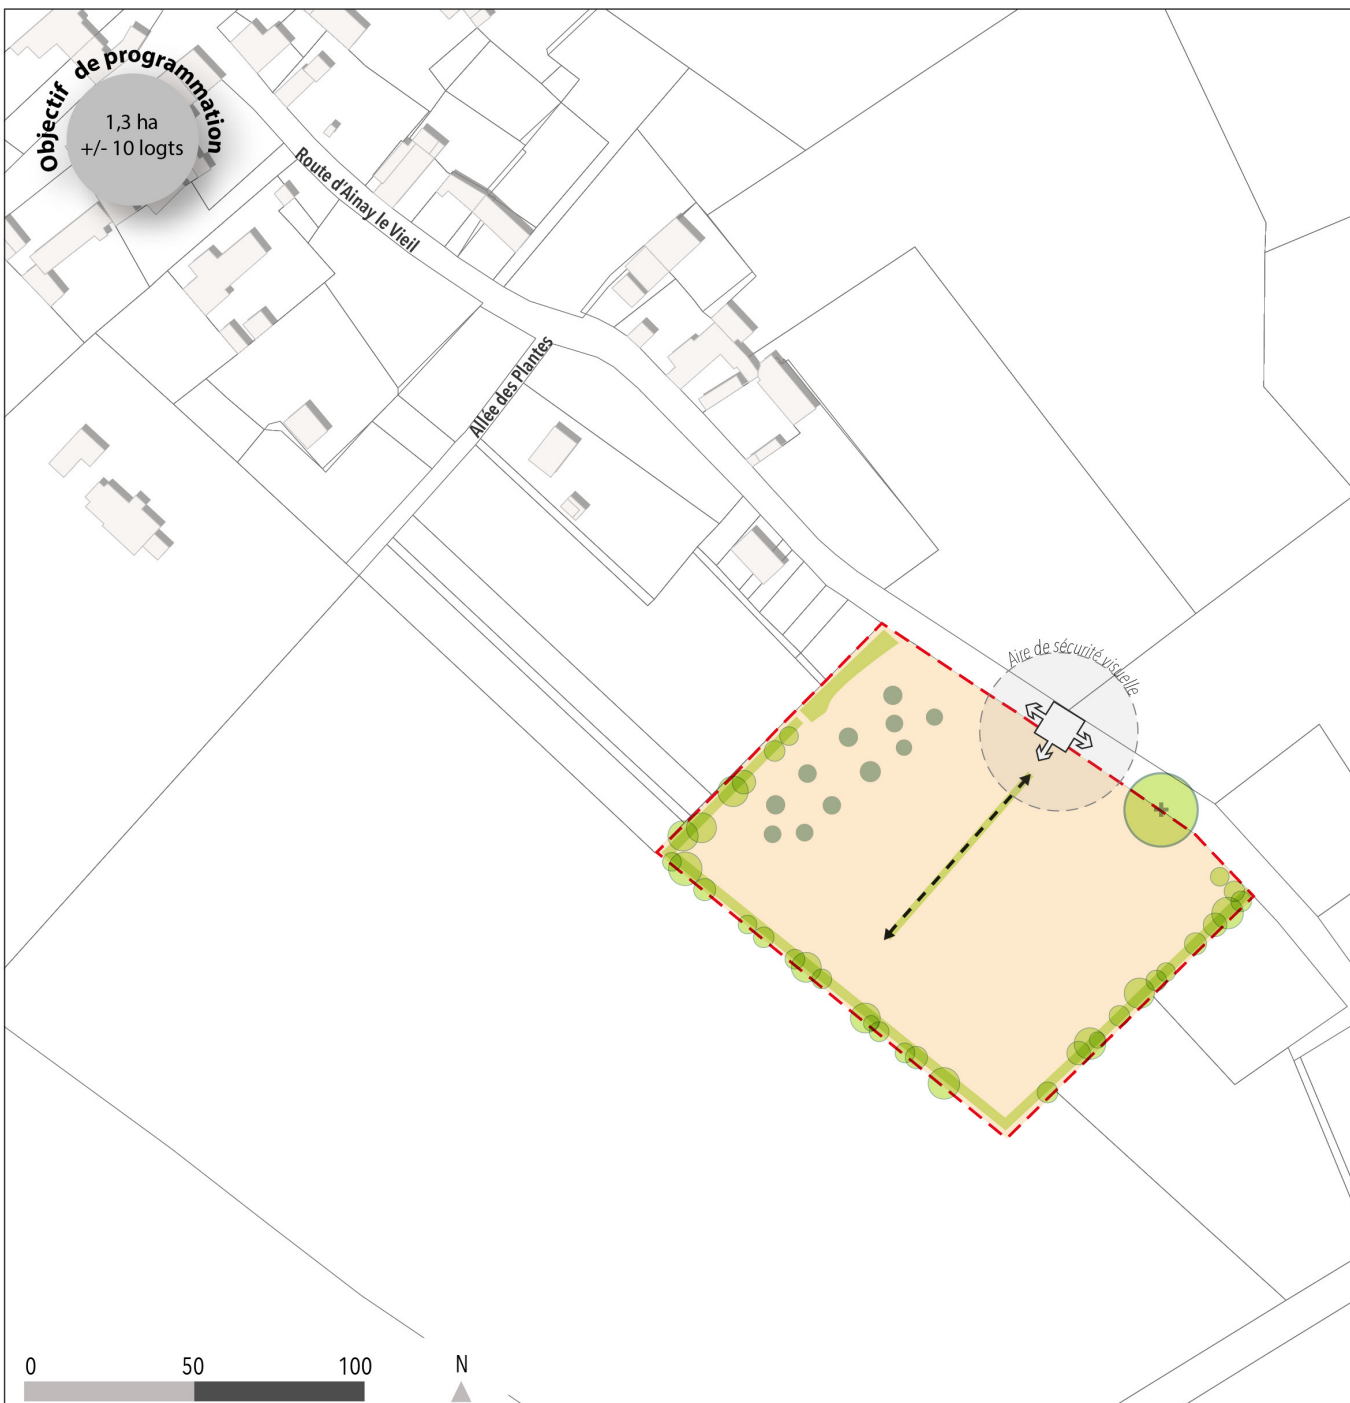 Objectif de programmation
1,3 ha
+/- 10 logts
Route d'Ainay le Vieil
Allée des Plantes
Aire de sécurité visuelle
0 50 100
N